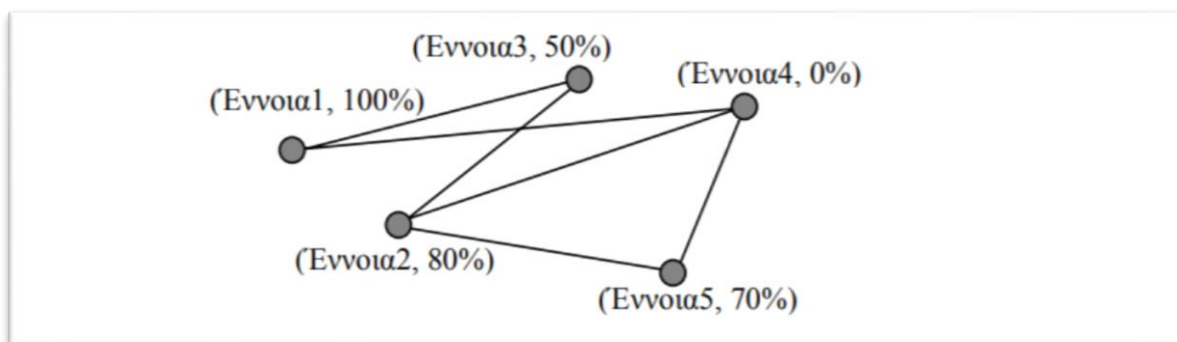 (Έννοια3, 50%)
(Έννοια4, 0%)
(Έννοια1, 100%)
(Έννοια2, 80%)
(Έννοια5, 70%)